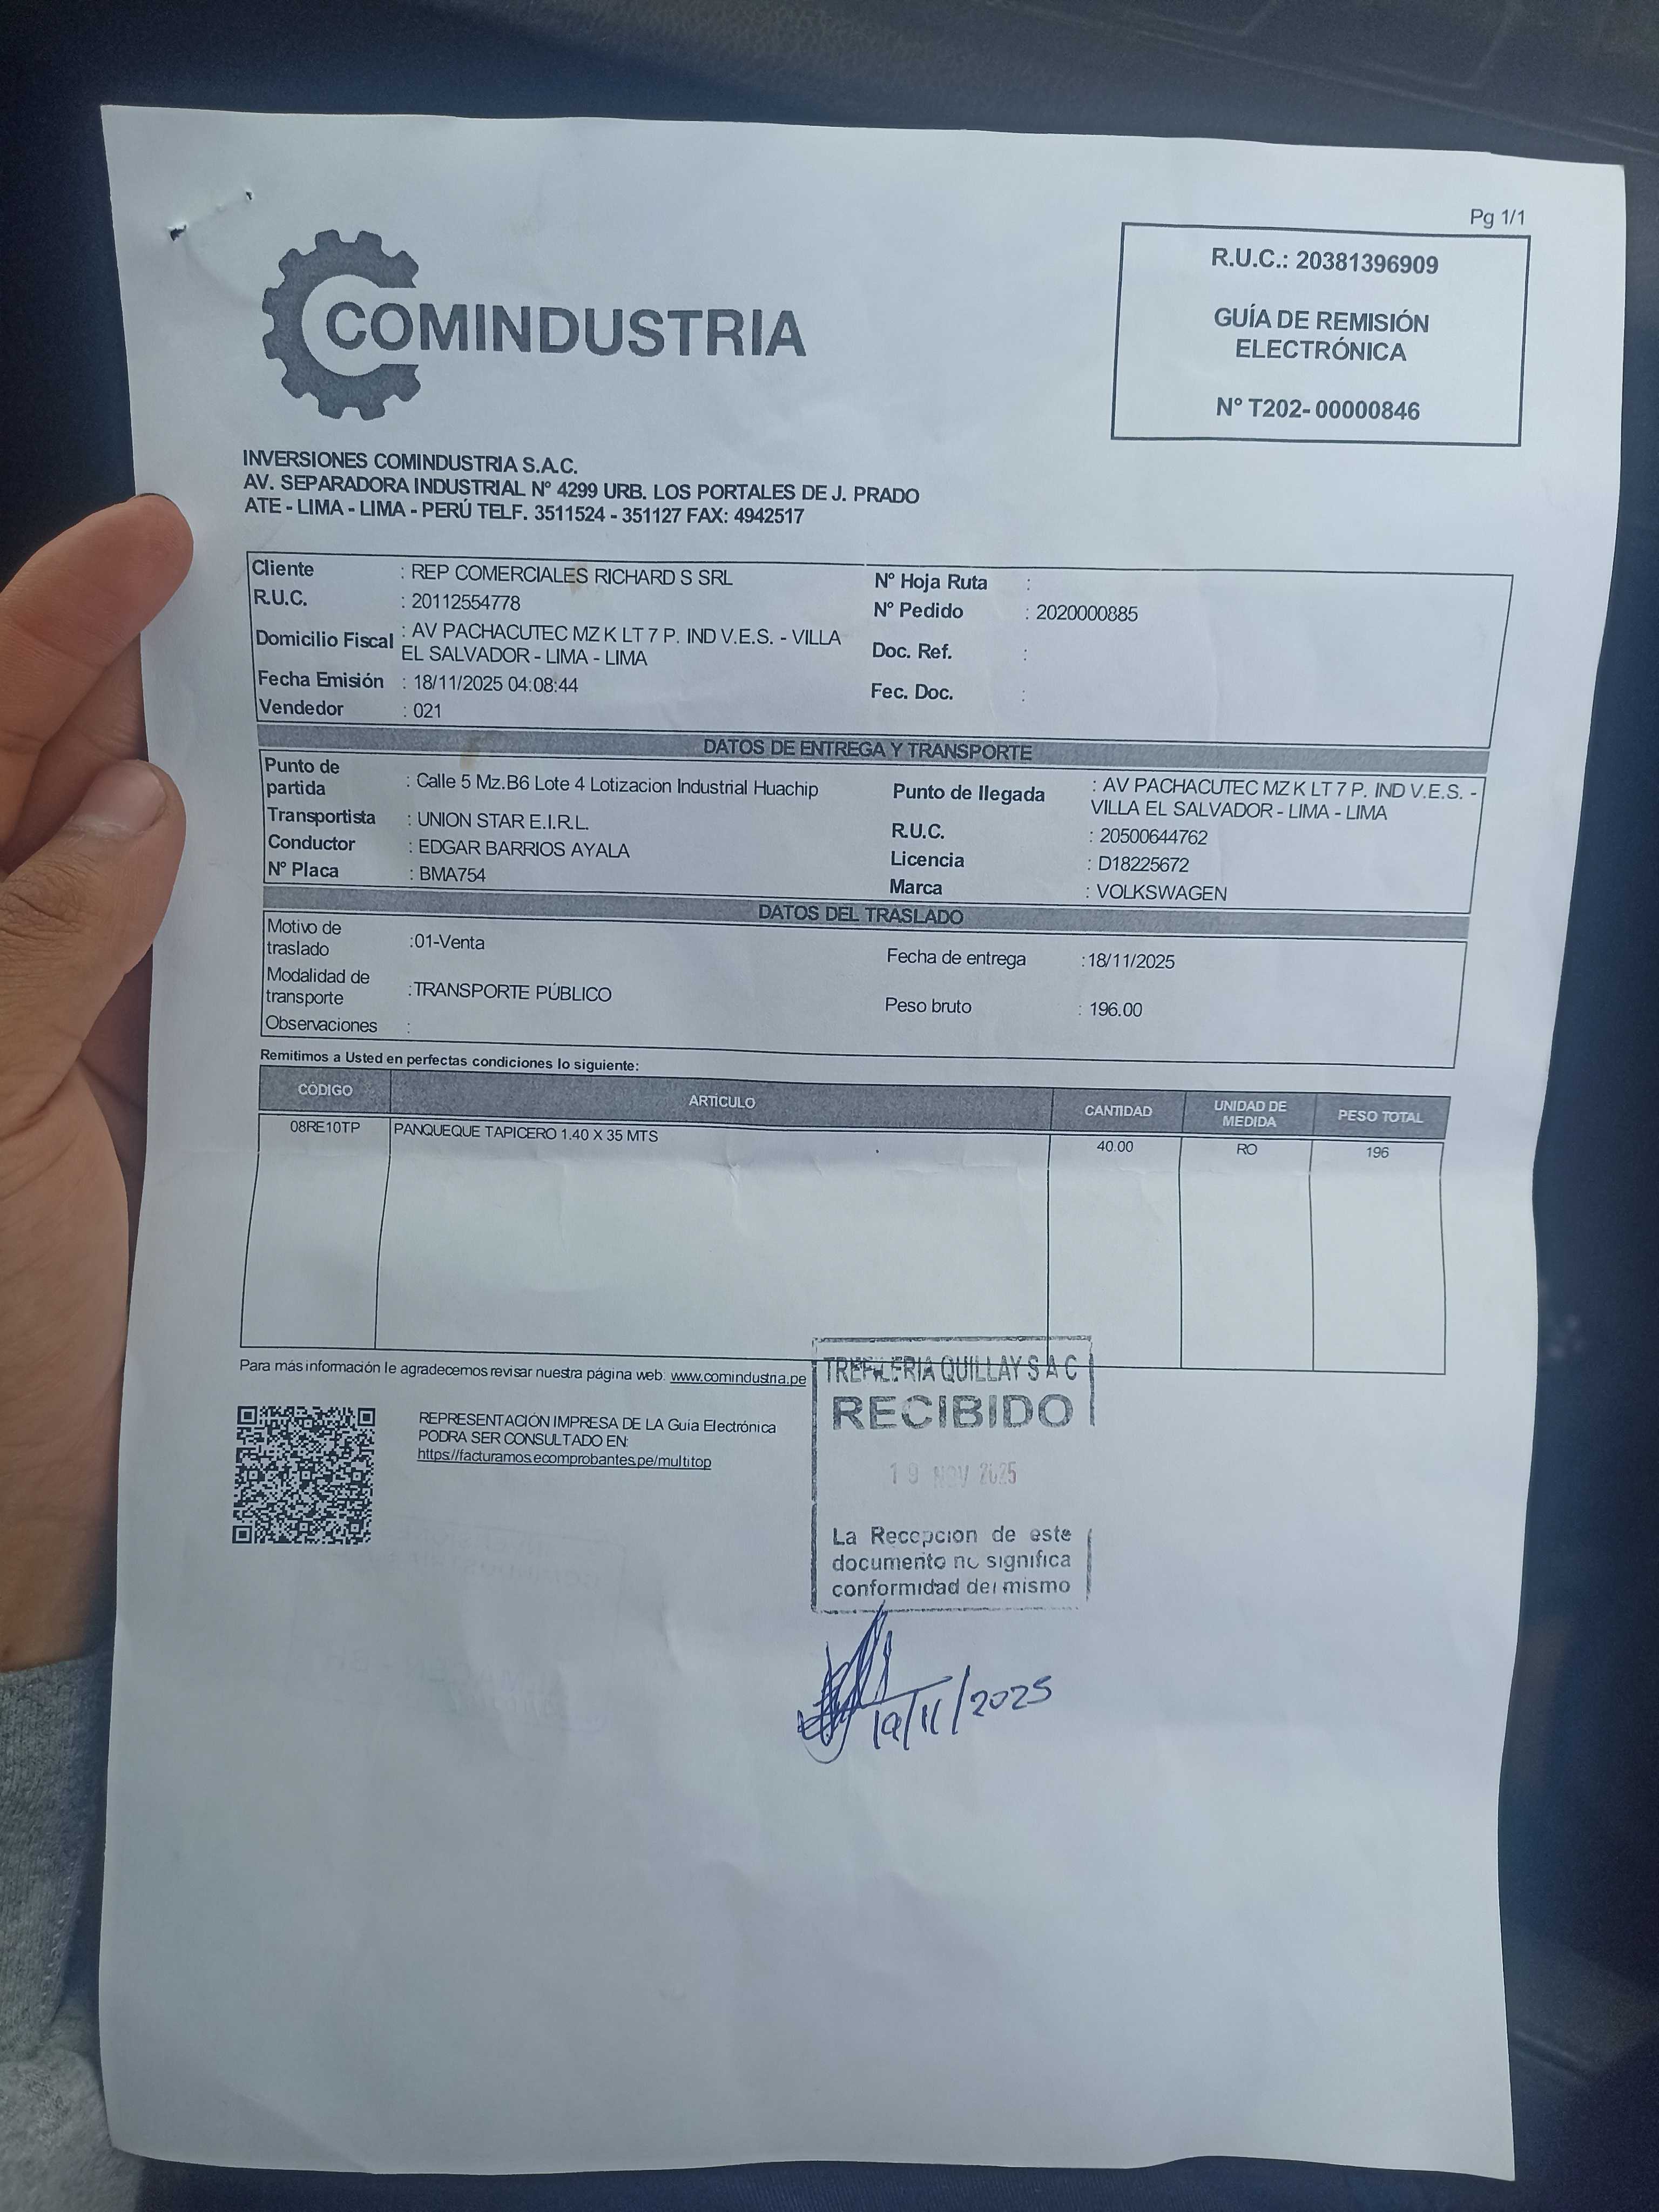 Pg 1/1
R.U.C.: 20381396909
GUÍA DE REMISIÓN
ELECTRÓNICA
N° T202- 00000846
COMINDUSTRIA
INVERSIONES COMINDUSTRIA S.A.C.
AV. SEPARADORA INDUSTRIAL N° 4299 URB. LOS PORTALES DE J. PRADO
ATE - LIMA - LIMA - PERÚ TELF. 3511524 - 351127 FAX: 4942517
Cliente : REP COMERCIALES RICHARD S SRL
R.U.C. : 20112554778
Domicilio Fiscal : AV PACHACUTEC MZ K LT 7 P. IND V.E.S. - VILLA
EL SALVADOR - LIMA - LIMA
Fecha Emisión : 18/11/2025 04:08:44
Vendedor : 021
N° Hoja Ruta :
N° Pedido : 2020000885
Doc. Ref. :
Fec. Doc. :
DATOS DE ENTREGA Y TRANSPORTE
Punto de
partida : Calle 5 Mz.B6 Lote 4 Lotizacion Industrial Huachip
Transportista : UNION STAR E.I.R.L.
Conductor : EDGAR BARRIOS AYALA
N° Placa : BMA754
Punto de llegada : AV PACHACUTEC MZ K LT 7 P. IND V.E.S. -
VILLA EL SALVADOR - LIMA - LIMA
R.U.C. : 20500644762
Licencia : D18225672
Marca : VOLKSWAGEN
DATOS DEL TRASLADO
Motivo de
traslado :01-Venta
Modalidad de
transporte :TRANSPORTE PÚBLICO
Observaciones :
Fecha de entrega :18/11/2025
Peso bruto : 196.00
Remitimos a Usted en perfectas condiciones lo siguiente:
CÓDIGO ARTÍCULO CANTIDAD UNIDAD DE MEDIDA PESO TOTAL
08RE10TP PANQUEQUE TAPICERO 1.40 X 35 MTS 40.00 RO 196
Para más información le agradecemos revisar nuestra página web: www.comindustria.pe
REPRESENTACIÓN IMPRESA DE LA Guía Electrónica
PODRA SER CONSULTADO EN:
https://facturamos.ecomprobantes.pe/multitop
TREFILERIA QUILLAY S A C
RECIBIDO
19 NOV 2025
La Recepcion de este
documento no significa
conformidad del mismo
19/11/2025